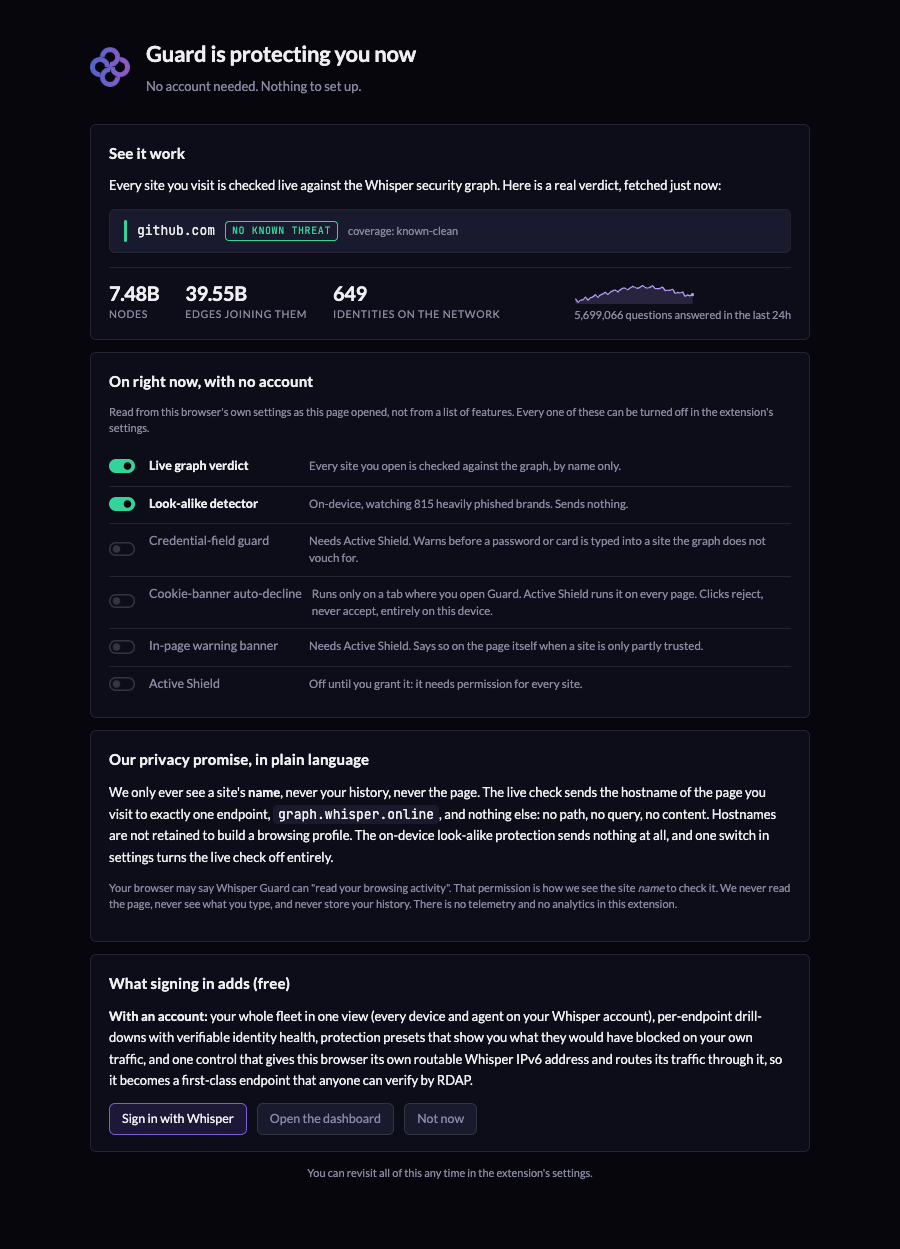 Guard is protecting you now
No account needed. Nothing to set up.
See it work
Every site you visit is checked live against the Whisper security graph. Here is a real verdict, fetched just now:
github.com NO KNOWN THREAT coverage: known-clean
7.48B 39.55B 649
NODES EDGES JOINING THEM IDENTITIES ON THE NETWORK 5,699,066 questions answered in the last 24h
On right now, with no account
Read from this browser's own settings as this page opened, not from a list of features. Every one of these can be turned off in the extension's
settings.
Live graph verdict Every site you open is checked against the graph, by name only.
Look-alike detector On-device, watching 815 heavily phished brands. Sends nothing.
Credential-field guard Needs Active Shield. Warns before a password or card is typed into a site the graph does not
vouch for.
Cookie-banner auto-decline Runs only on a tab where you open Guard. Active Shield runs it on every page. Clicks reject,
never accept, entirely on this device.
In-page warning banner Needs Active Shield. Says so on the page itself when a site is only partly trusted.
Active Shield Off until you grant it: it needs permission for every site.
Our privacy promise, in plain language
We only ever see a site's name, never your history, never the page. The live check sends the hostname of the page you
visit to exactly one endpoint, graph.whisper.online, and nothing else: no path, no query, no content. Hostnames
are not retained to build a browsing profile. The on-device look-alike protection sends nothing at all, and one switch in
settings turns the live check off entirely.
Your browser may say Whisper Guard can "read your browsing activity". That permission is how we see the site name to check it. We never read
the page, never see what you type, and never store your history. There is no telemetry and no analytics in this extension.
What signing in adds (free)
With an account: your whole fleet in one view (every device and agent on your Whisper account), per-endpoint drill-
downs with verifiable identity health, protection presets that show you what they would have blocked on your own
traffic, and one control that gives this browser its own routable Whisper IPv6 address and routes its traffic through it, so
it becomes a first-class endpoint that anyone can verify by RDAP.
Sign in with Whisper Open the dashboard Not now
You can revisit all of this any time in the extension's settings.